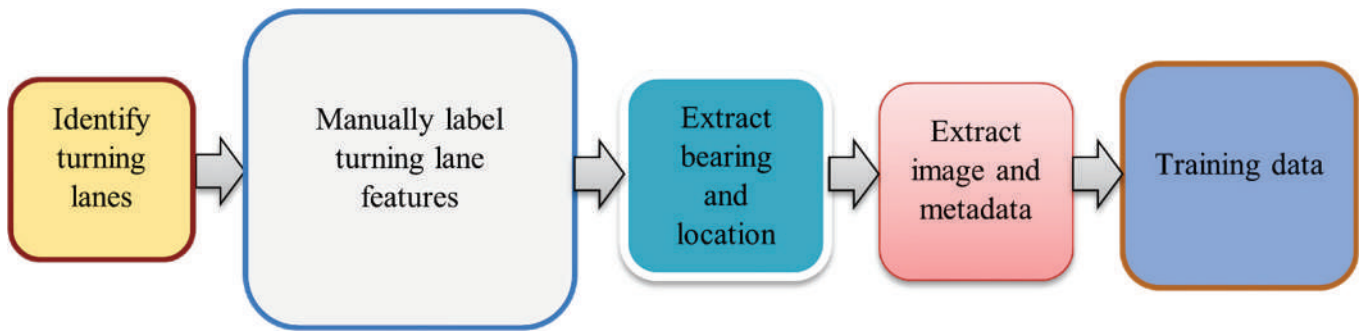 Identify
turning
lanes
Manually label
turning lane
features
Extract
bearing
and
location
Extract
image and
metadata
Training data